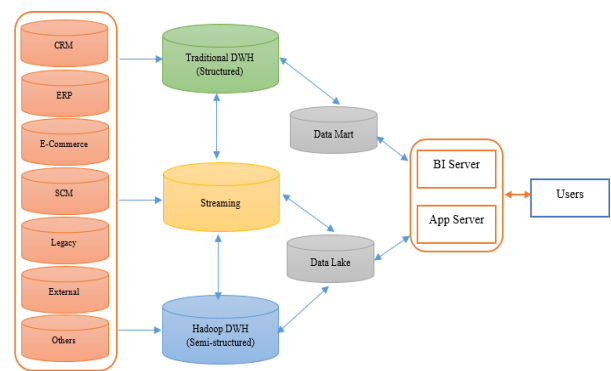 CRM
ERP
E-Commerce
SCM
Legacy
External
Others
Traditional DWH
(Structured)
Streaming
Hadoop DWH
(Semi-structured)
Data Mart
Data Lake
BI Server
App Server
Users